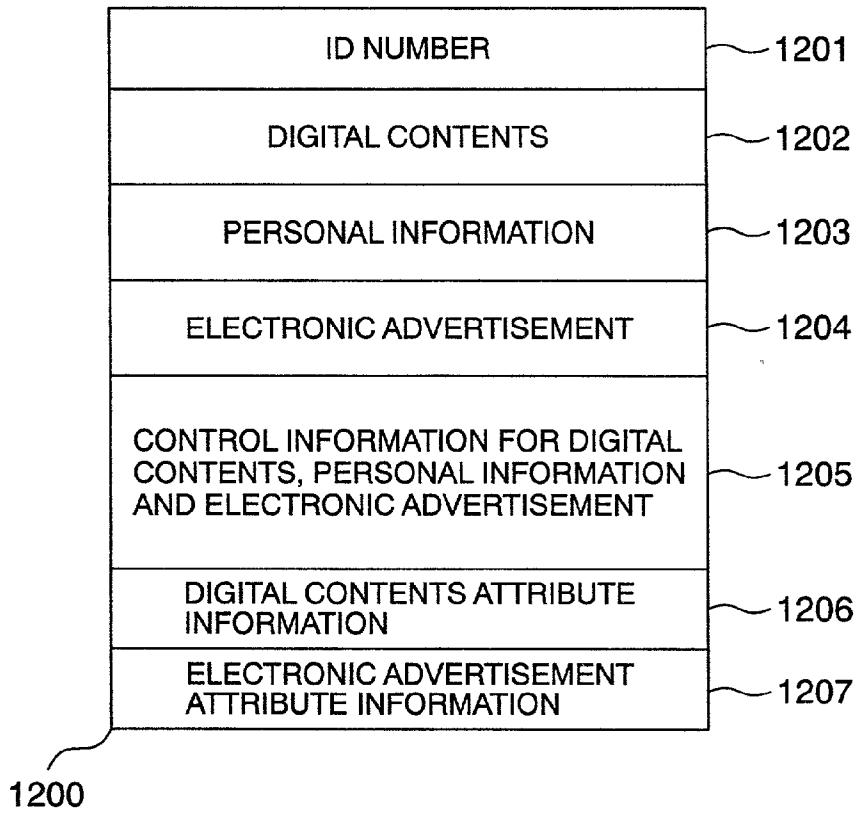 ID NUMBER
1201
DIGITAL CONTENTS
1202
PERSONAL INFORMATION
1203
ELECTRONIC ADVERTISEMENT
1204
CONTROL INFORMATION FOR DIGITAL
CONTENTS, PERSONAL INFORMATION
AND ELECTRONIC ADVERTISEMENT
1205
DIGITAL CONTENTS ATTRIBUTE
INFORMATION
1206
ELECTRONIC ADVERTISEMENT
ATTRIBUTE INFORMATION
1207
1200